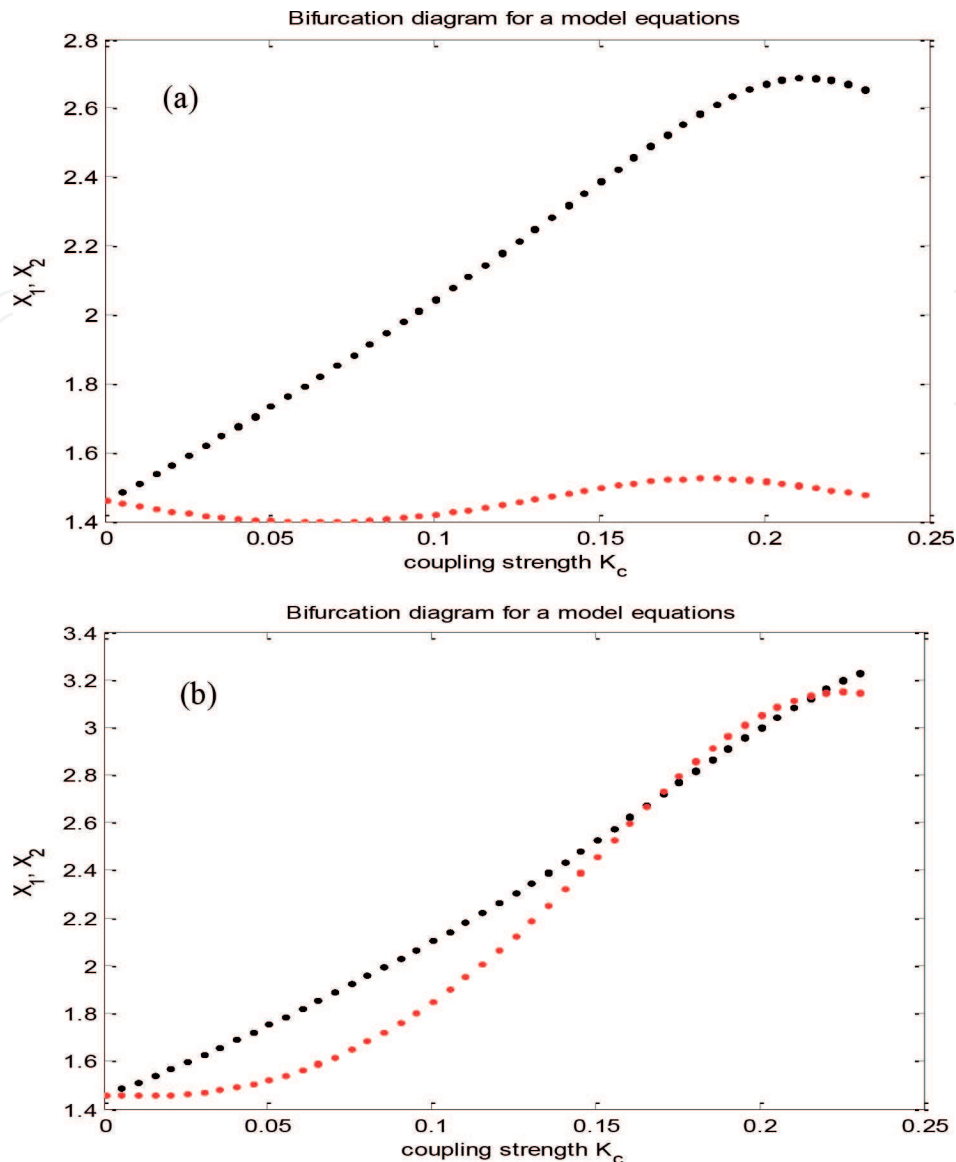 Bifurcation diagram for a model equations
(a)
2.8
2.6
2.4
2.2
2
1.8
1.6
1.4
X1, X2
0 0.05 0.1 0.15 0.2 0.25
coupling strength Kc
Bifurcation diagram for a model equations
(b)
3.4
3.2
3
2.8
2.6
2.4
2.2
2
1.8
1.6
1.4
X1, X2
0 0.05 0.1 0.15 0.2 0.25
coupling strength Kc